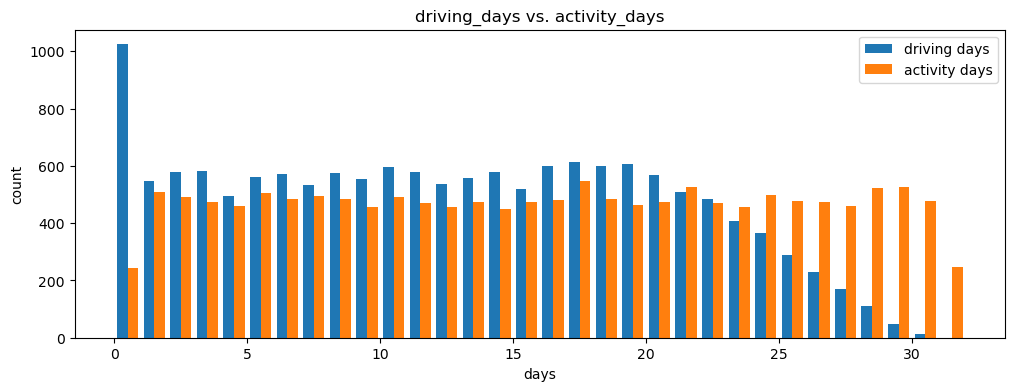 driving_days vs. activity_days
driving days
activity days
count
1000
800
600
400
200
0
0 5 10 15 20 25 30
days